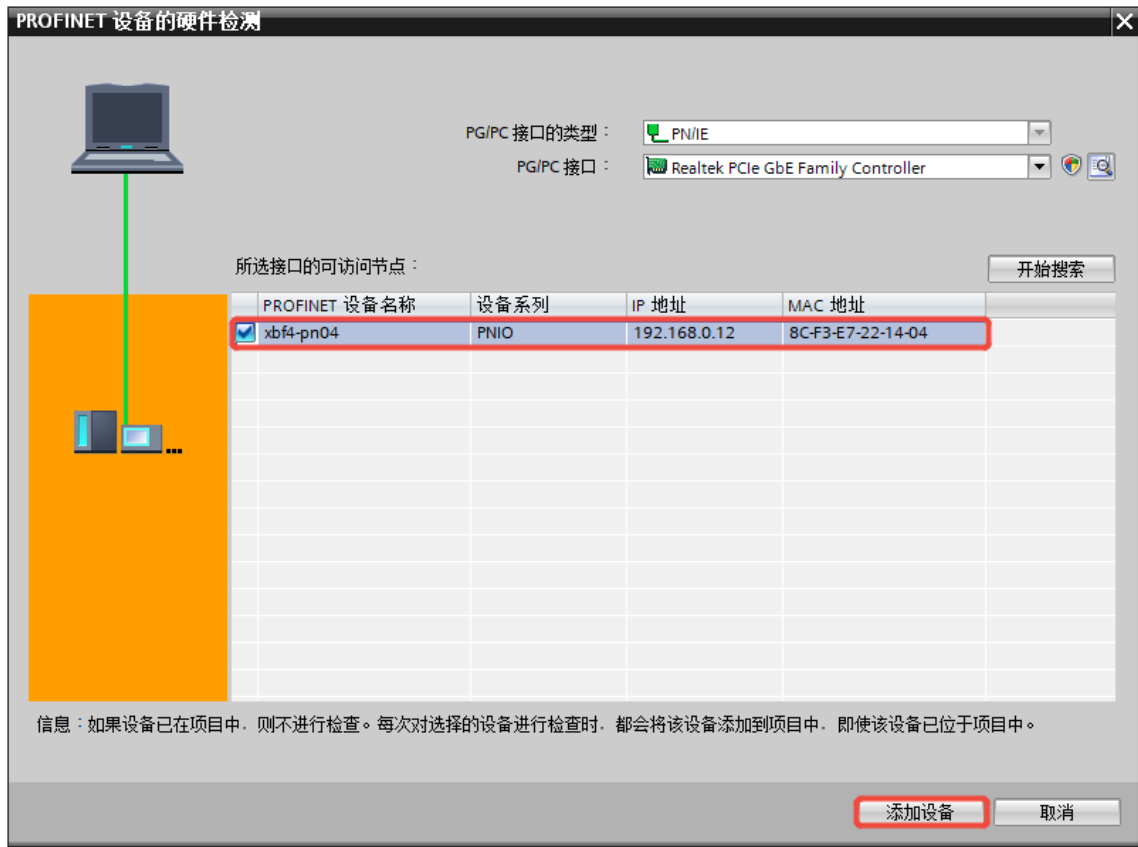 PROFINET 设备的硬件检测
PG/PC 接口的类型：
PN/IE
PG/PC 接口：
Realtek PCIe GbE Family Controller
所选接口的可访问节点：
开始搜索
PROFINET 设备名称 设备系列 IP 地址 MAC 地址
xbf4-pn04 PNIO 192.168.0.12 8C-F3-E7-22-14-04
信息：如果设备已在项目中，则不进行检查。每次对选择的设备进行检查时，都会将该设备添加到项目中，即使该设备已位于项目中。
添加设备
取消